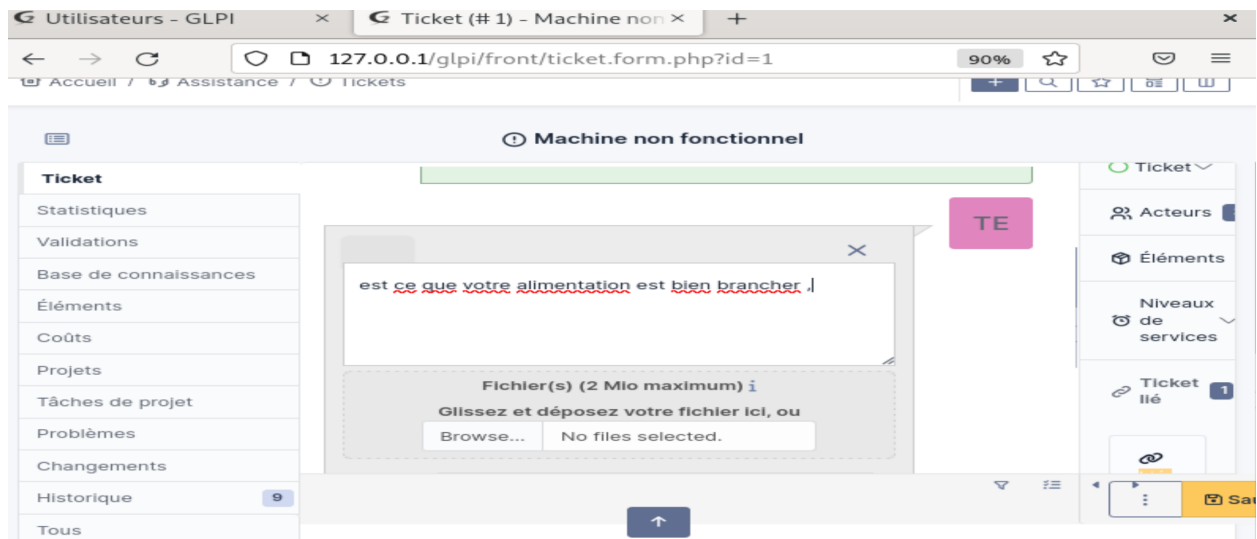 Utilisateurs - GLPI
Ticket (# 1) - Machine non
127.0.0.1/glpi/front/ticket.form.php?id=1
90%
Accueil / Assistance / Tickets
Machine non fonctionnel
Ticket
Statistiques
Validations
Base de connaissances
Éléments
Coûts
Projets
Tâches de projet
Problèmes
Changements
Historique 9
Tous
TE
est ce que votre alimentation est bien brancher ,
Fichier(s) (2 Mio maximum) i
Glissez et déposez votre fichier ici, ou
Browse... No files selected.
Ticket
Acteurs
Éléments
Niveaux
de
services
Ticket 1
lié
Sau